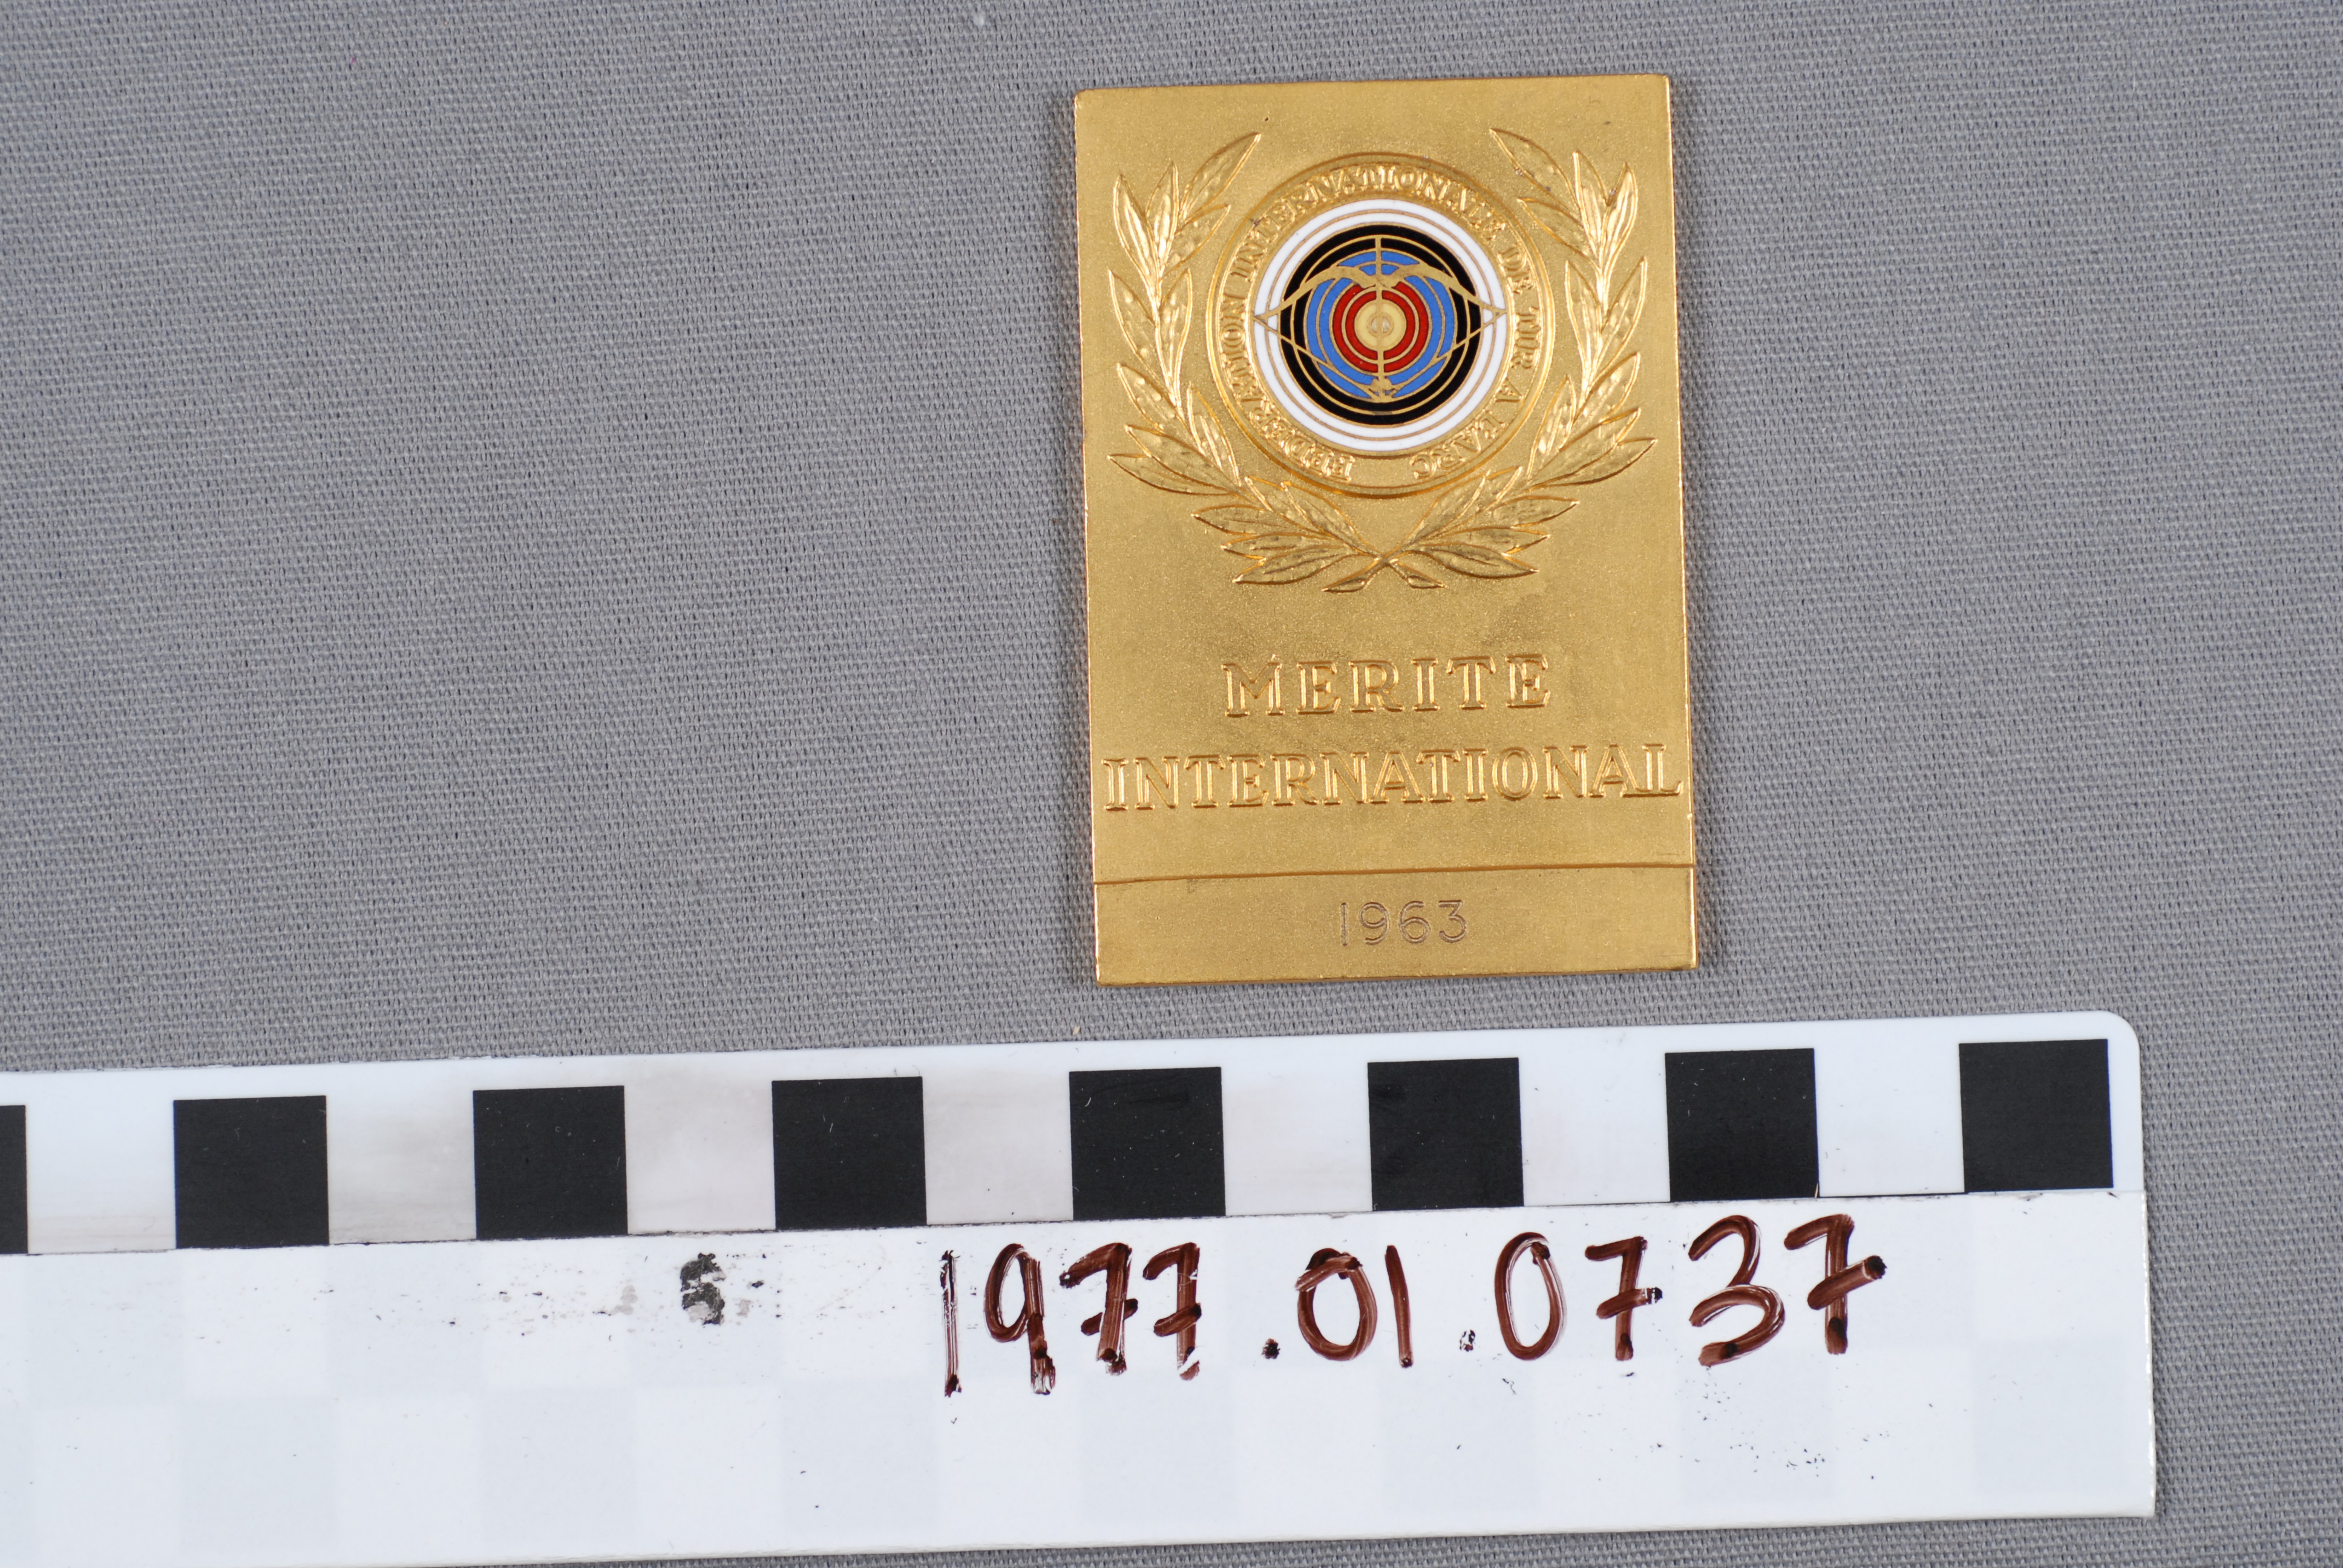 FEDERATION INTERNATIONALE DE TIR A L'ARC
MERITE
INTERNATIONAL
1963
1977.01.0737